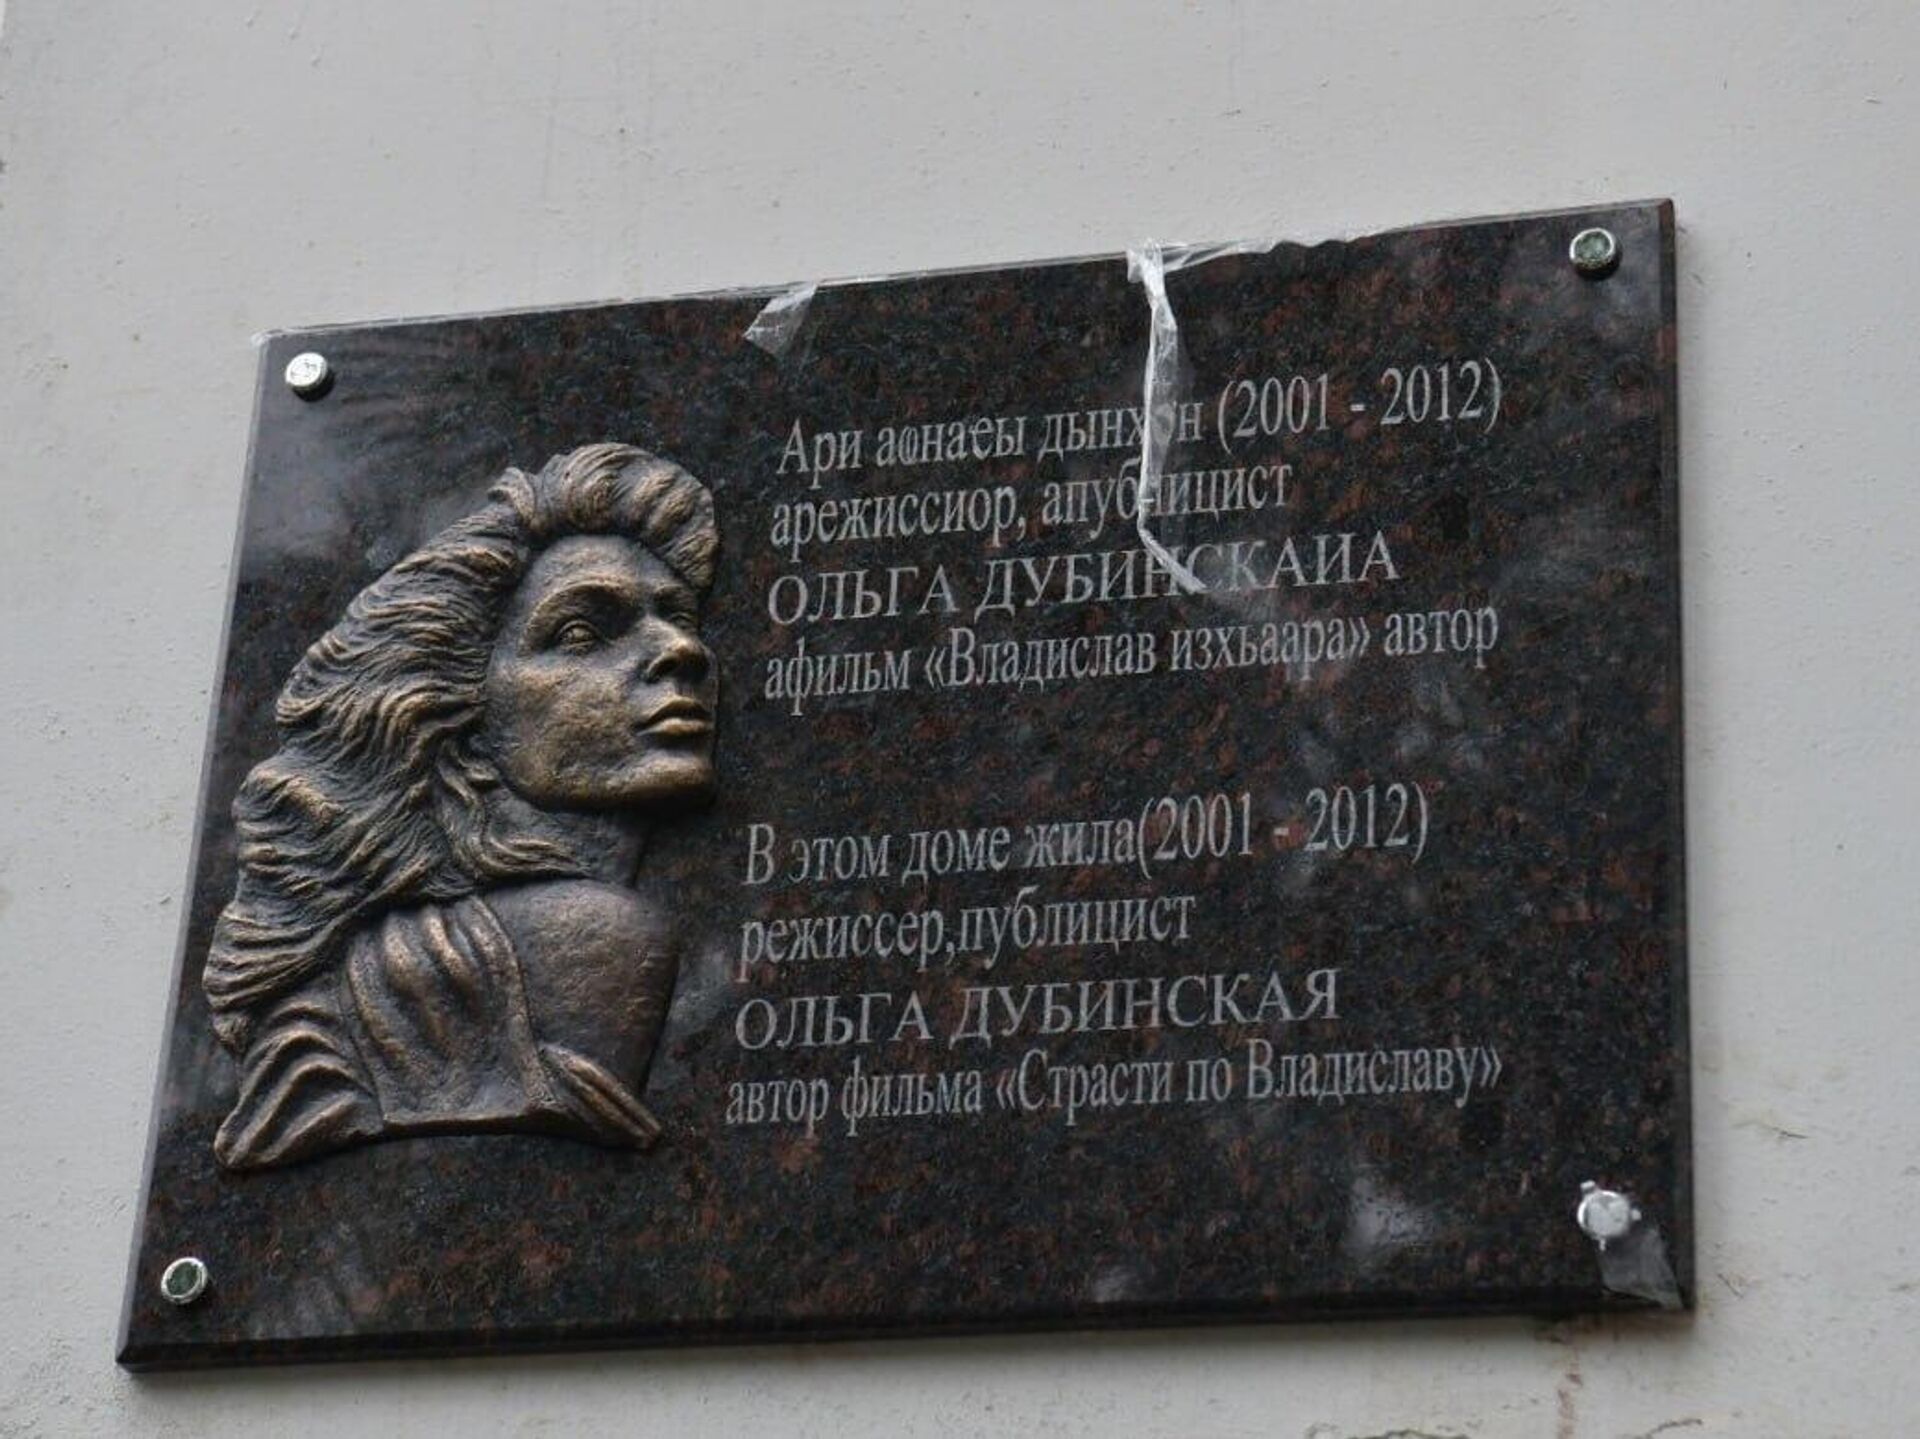 Ари аҩнаҿы дынхон (2001 - 2012)
арежиссиор, апублицист
ОЛЬГА ДУБИНСКАИА
афильм «Владислав изхьаара» автор
В этом доме жила(2001 - 2012)
режиссер,публицист
ОЛЬГА ДУБИНСКАЯ
автор фильма «Страсти по Владиславу»